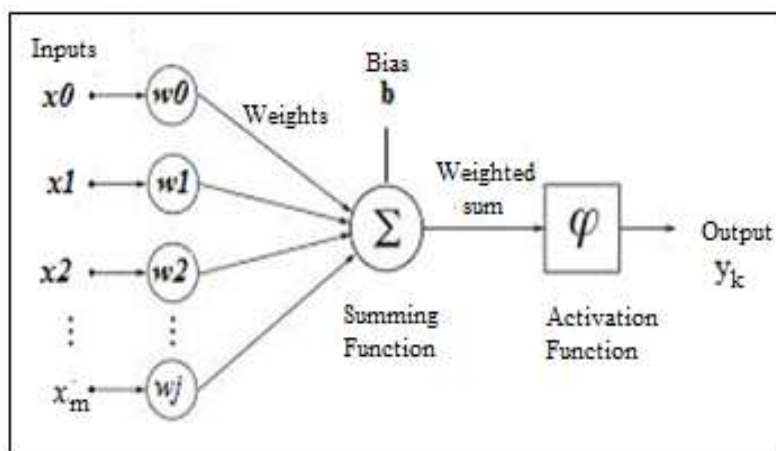 Inputs
x0
w0
Weights
x1
w1
x2
w2
⋮
⋮
xm
wj
Bias
b
Σ
Summing
Function
Weighted
sum
φ
Activation
Function
Output
yk